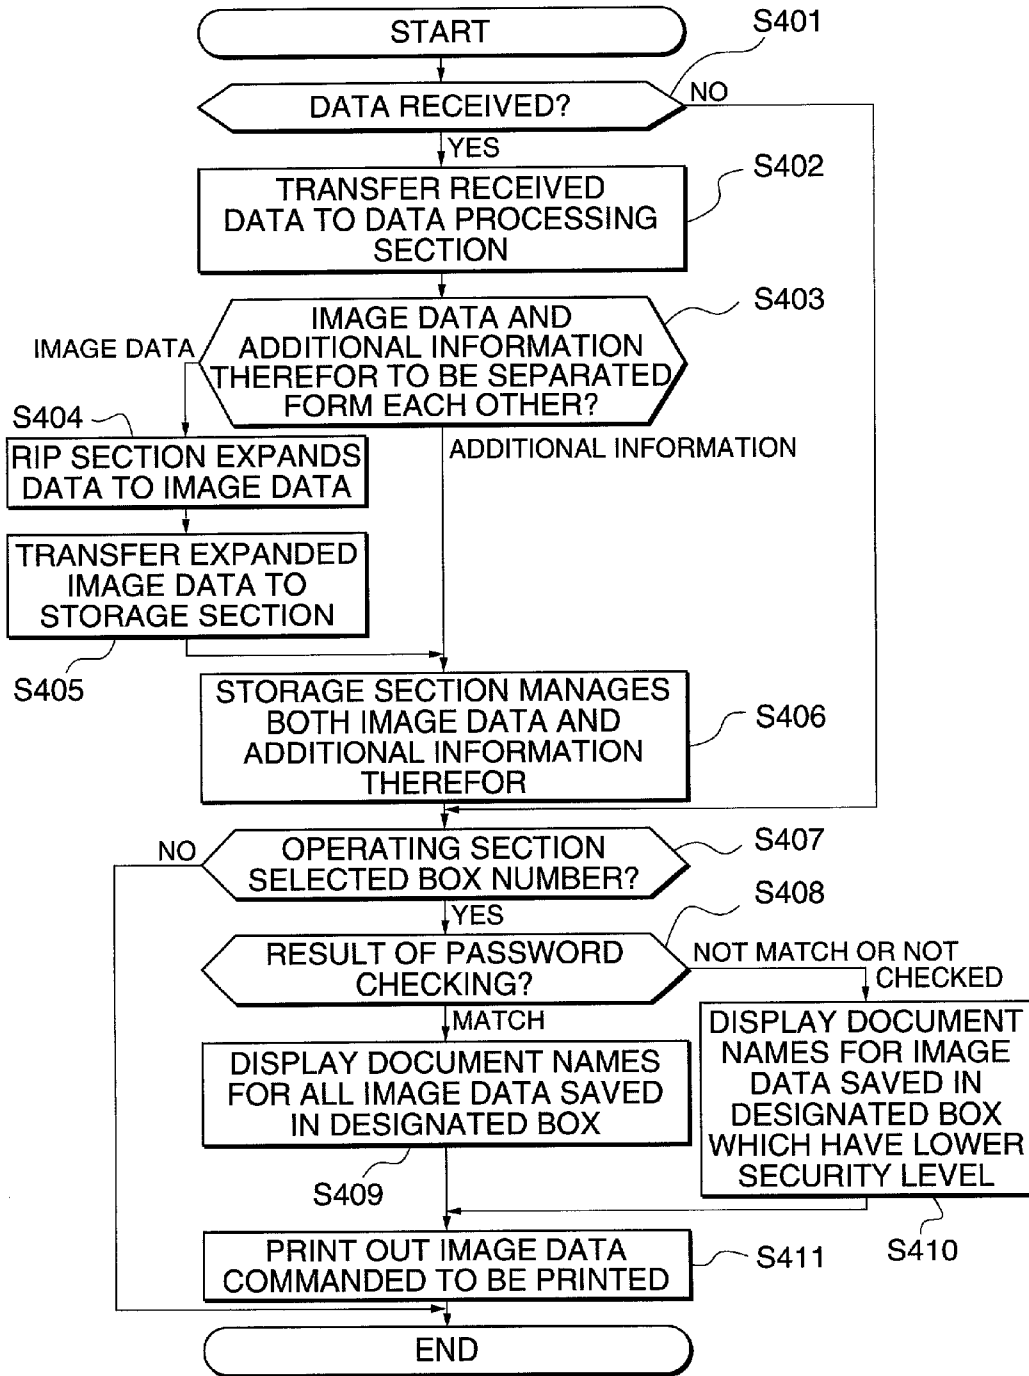 START
S401
DATA RECEIVED?
NO
YES
S402
TRANSFER RECEIVED
DATA TO DATA PROCESSING
SECTION
S403
IMAGE DATA AND
ADDITIONAL INFORMATION
THEREFOR TO BE SEPARATED
FORM EACH OTHER?
IMAGE DATA
ADDITIONAL INFORMATION
S404
RIP SECTION EXPANDS
DATA TO IMAGE DATA
TRANSFER EXPANDED
IMAGE DATA TO
STORAGE SECTION
S405
STORAGE SECTION MANAGES
BOTH IMAGE DATA AND
ADDITIONAL INFORMATION
THEREFOR
S406
NO
OPERATING SECTION
SELECTED BOX NUMBER?
S407
YES
S408
RESULT OF PASSWORD
CHECKING?
NOT MATCH OR NOT
CHECKED
MATCH
DISPLAY DOCUMENT NAMES
FOR ALL IMAGE DATA SAVED
IN DESIGNATED BOX
S409
DISPLAY DOCUMENT
NAMES FOR IMAGE
DATA SAVED IN
DESIGNATED BOX
WHICH HAVE LOWER
SECURITY LEVEL
S410
PRINT OUT IMAGE DATA
COMMANDED TO BE PRINTED
S411
END